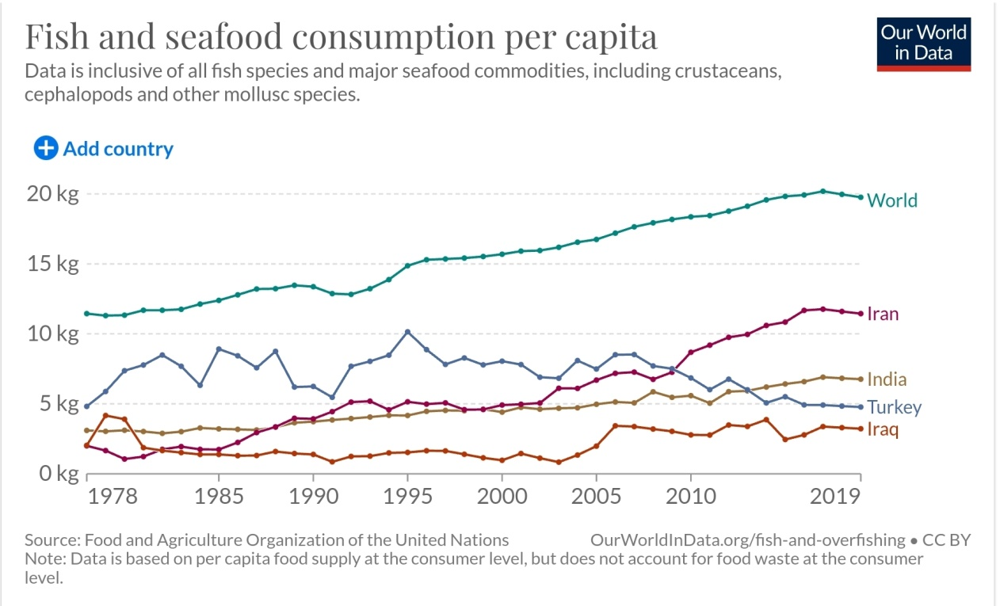 Fish and seafood consumption per capita
Our World
in Data
Data is inclusive of all fish species and major seafood commodities, including crustaceans,
cephalopods and other mollusc species.
Add country
20 kg
15 kg
10 kg
5 kg
0 kg
World
Iran
India
Turkey
Iraq
1978 1985 1990 1995 2000 2005 2010 2019
Source: Food and Agriculture Organization of the United Nations
OurWorldInData.org/fish-and-overfishing • CC BY
Note: Data is based on per capita food supply at the consumer level, but does not account for food waste at the consumer
level.